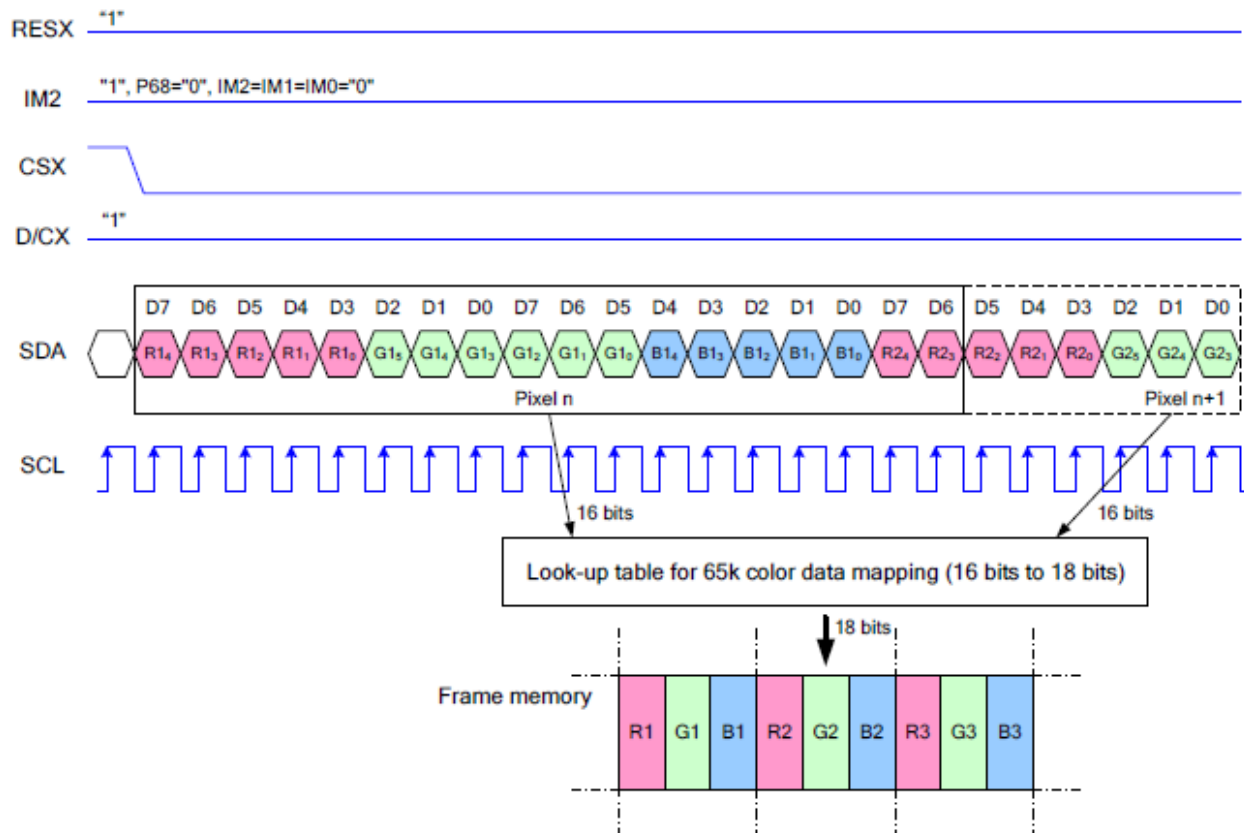 “1”
RESX
"1", P68="0", IM2=IM1=IM0="0"
IM2
CSX
“1”
D/CX
D7 D6 D5 D4 D3 D2 D1 D0 D7 D6 D5 D4 D3 D2 D1 D0 D7 D6 D5 D4 D3 D2 D1 D0
SDA R14 R13 R12 R11 R10 G15 G14 G13 G12 G11 G10 B14 B13 B12 B11 B10 R24 R23 R22 R21 R20 G25 G24 G23
Pixel n Pixel n+1
SCL
16 bits 16 bits
Look-up table for 65k color data mapping (16 bits to 18 bits)
18 bits
Frame memory
R1 G1 B1 R2 G2 B2 R3 G3 B3